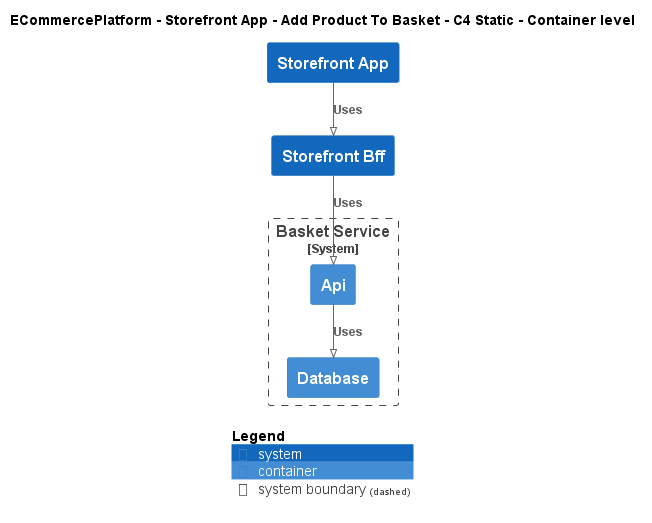 ECommercePlatform - Storefront App - Add Product To Basket - C4 Static - Container level
Storefront App
Uses
Storefront Bff
Uses
Basket Service
[System]
Api
Uses
Database
Legend
system
container
system boundary (dashed)